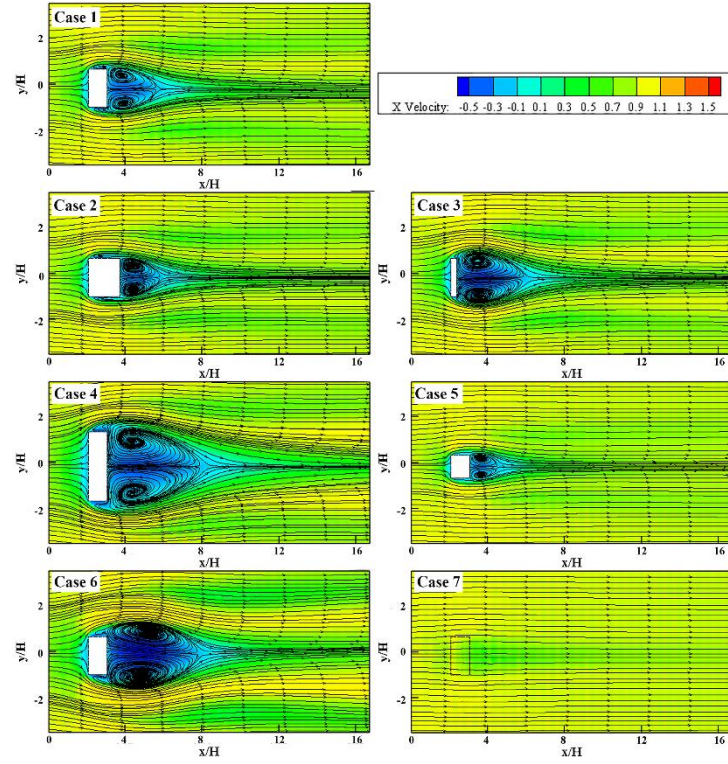 Case 1
y/H
2
0
-2
0 4 8 12 16
x/H
X Velocity: -0.5 -0.3 -0.1 0.1 0.3 0.5 0.7 0.9 1.1 1.3 1.5
Case 2
y/H
2
0
-2
0 4 8 12 16
x/H
Case 3
y/H
2
0
-2
0 4 8 12 16
x/H
Case 4
y/H
2
0
-2
0 4 8 12 16
x/H
Case 5
y/H
2
0
-2
0 4 8 12 16
x/H
Case 6
y/H
2
0
-2
0 4 8 12 16
x/H
Case 7
y/H
2
0
-2
0 4 8 12 16
x/H